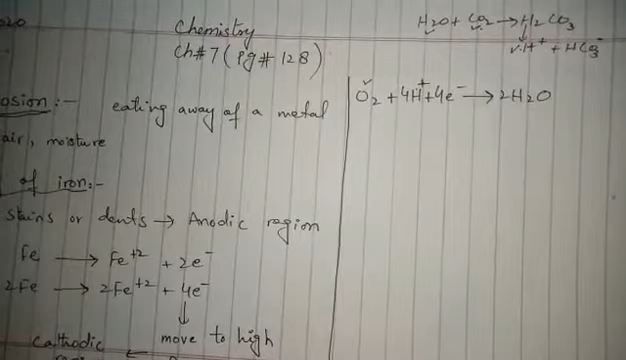 020
Chemistry
Ch#7 (Pg# 128)
H2O + CO2 → H2CO3
H+ + HCO3-
osion:- eating away of a metal
air, moisture
of iron:-
stains or dents → Anodic region
Fe → Fe+2 + 2e-
2Fe → 2Fe+2 + 4e-
↓
move to high
Cathodic ←
O2 + 4H+ + 4e- → 2H2O